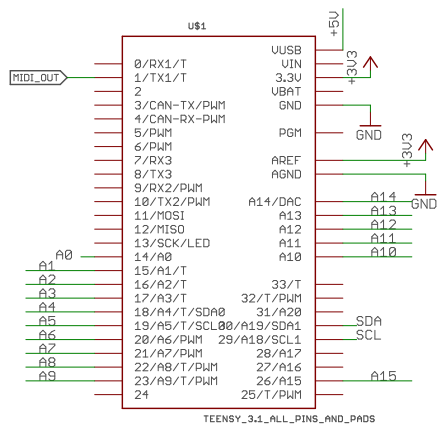 U$1
+5V
VUSB
0/RX1/T
VIN
+3V3
MIDI_OUT
1/TX1/T
3.3V
2
VBAT
3/CAN-TX/PWM
GND
4/CAN-RX-PWM
GND
5/PWM
PGM
6/PWM
+3V3
7/RX3
AREF
8/TX3
AGND
9/RX2/PWM
GND
10/TX2/PWM
A14/DAC
A14
11/MOSI
A13
A13
12/MISO
A12
A12
13/SCK/LED
A11
A11
A0
14/A0
A10
A10
A1
15/A1/T
A2
16/A2/T
33/T
A3
17/A3/T
32/T/PWM
A4
18/A4/T/SDA0
31/A20
A5
19/A5/T/SCL0
30/A19/SDA1
SDA
A6
20/A6/PWM
29/A18/SCL1
SCL
A7
21/A7/PWM
28/A17
A8
22/A8/T/PWM
27/A16
A9
23/A9/T/PWM
26/A15
A15
24
25/T/PWM
TEENSY_3.1_ALL_PINS_AND_PADS